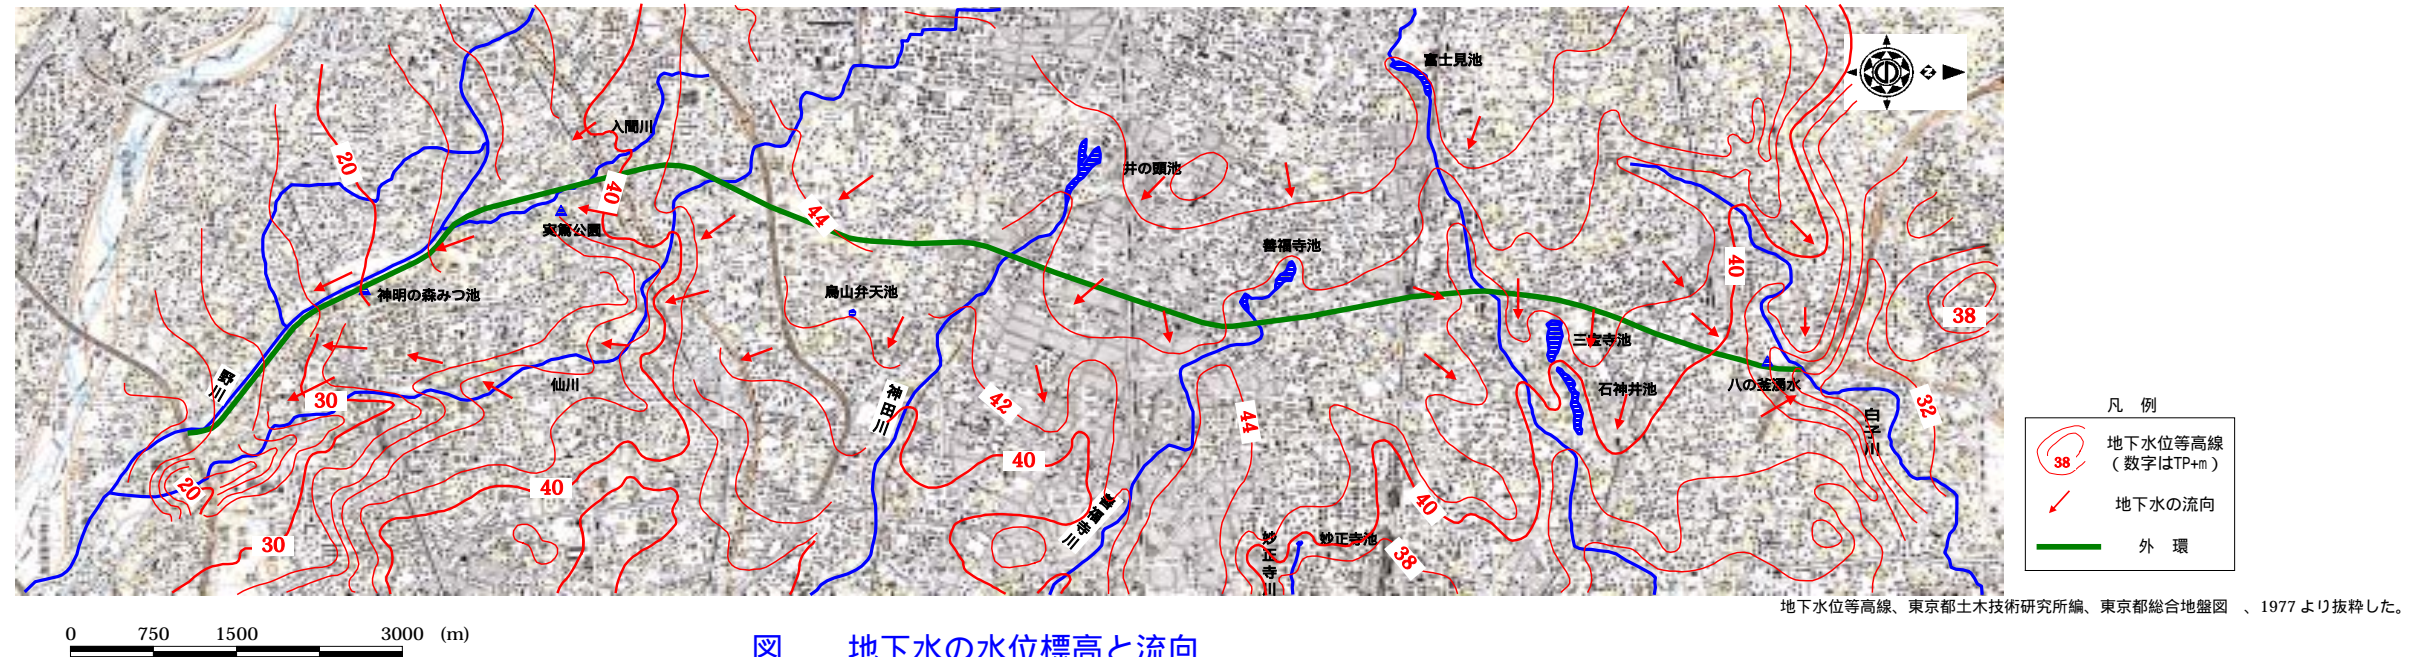 富士見池
入間川
20
井の頭池
40
44
実篤公園
善福寺池
40
神明の森みつ池
烏山弁天池
38
三宝寺池
野川
仙川
石神井池
八の釜湧水
30
神田川
42
44
32
白子川
40
20
40
40
善福寺川
30
妙正寺川
妙正寺池
38
凡 例
38
地下水位等高線
(数字はTP+m)
地下水の流向
外 環
地下水位等高線、東京都土木技術研究所編、東京都総合地盤図 、1977 より抜粋した。
0 750 1500 3000 (m)
図 地下水の水位標高と流向